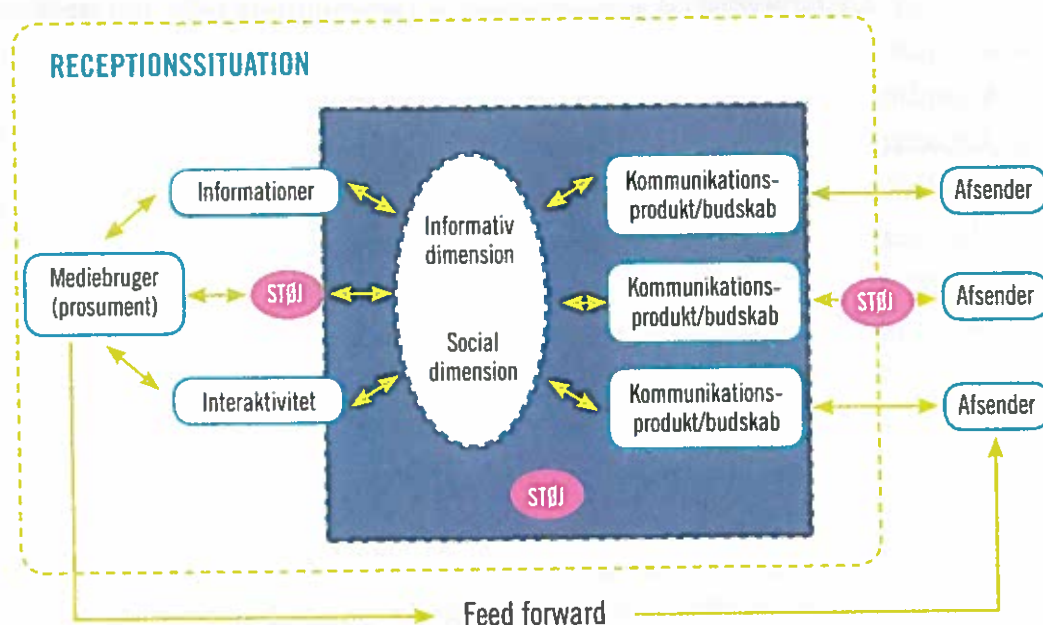 RECEPTIONSSITUATION
Informationer
Mediebruger
(prosument)
STØJ
Interaktivitet
Informativ
dimension
Social
dimension
Kommunikations-
produkt/budskab
Kommunikations-
produkt/budskab
Kommunikations-
produkt/budskab
STØJ
STØJ
Afsender
Afsender
Afsender
Feed forward